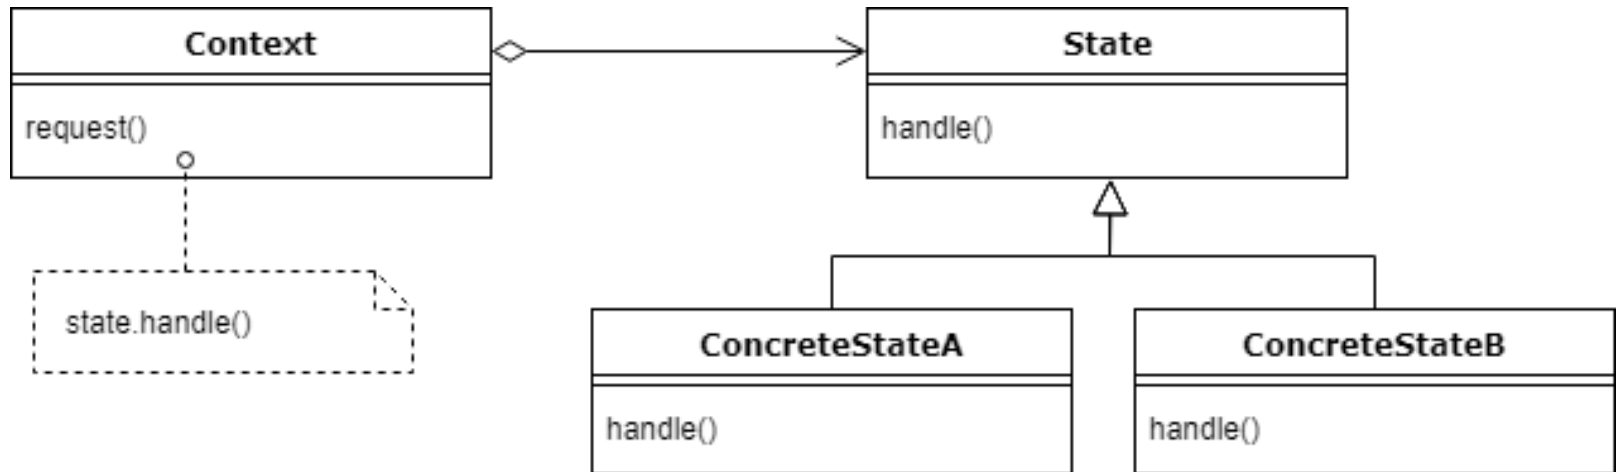 Context
request()
state.handle()
State
handle()
ConcreteStateA
handle()
ConcreteStateB
handle()